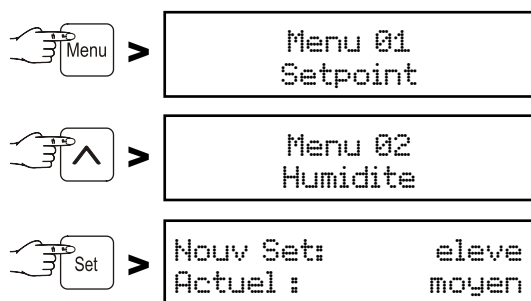 Menu > Menu 01
Setpoint
> Menu 02
Humidite
Set > Nouv Set: eleve
Actuel : moyen